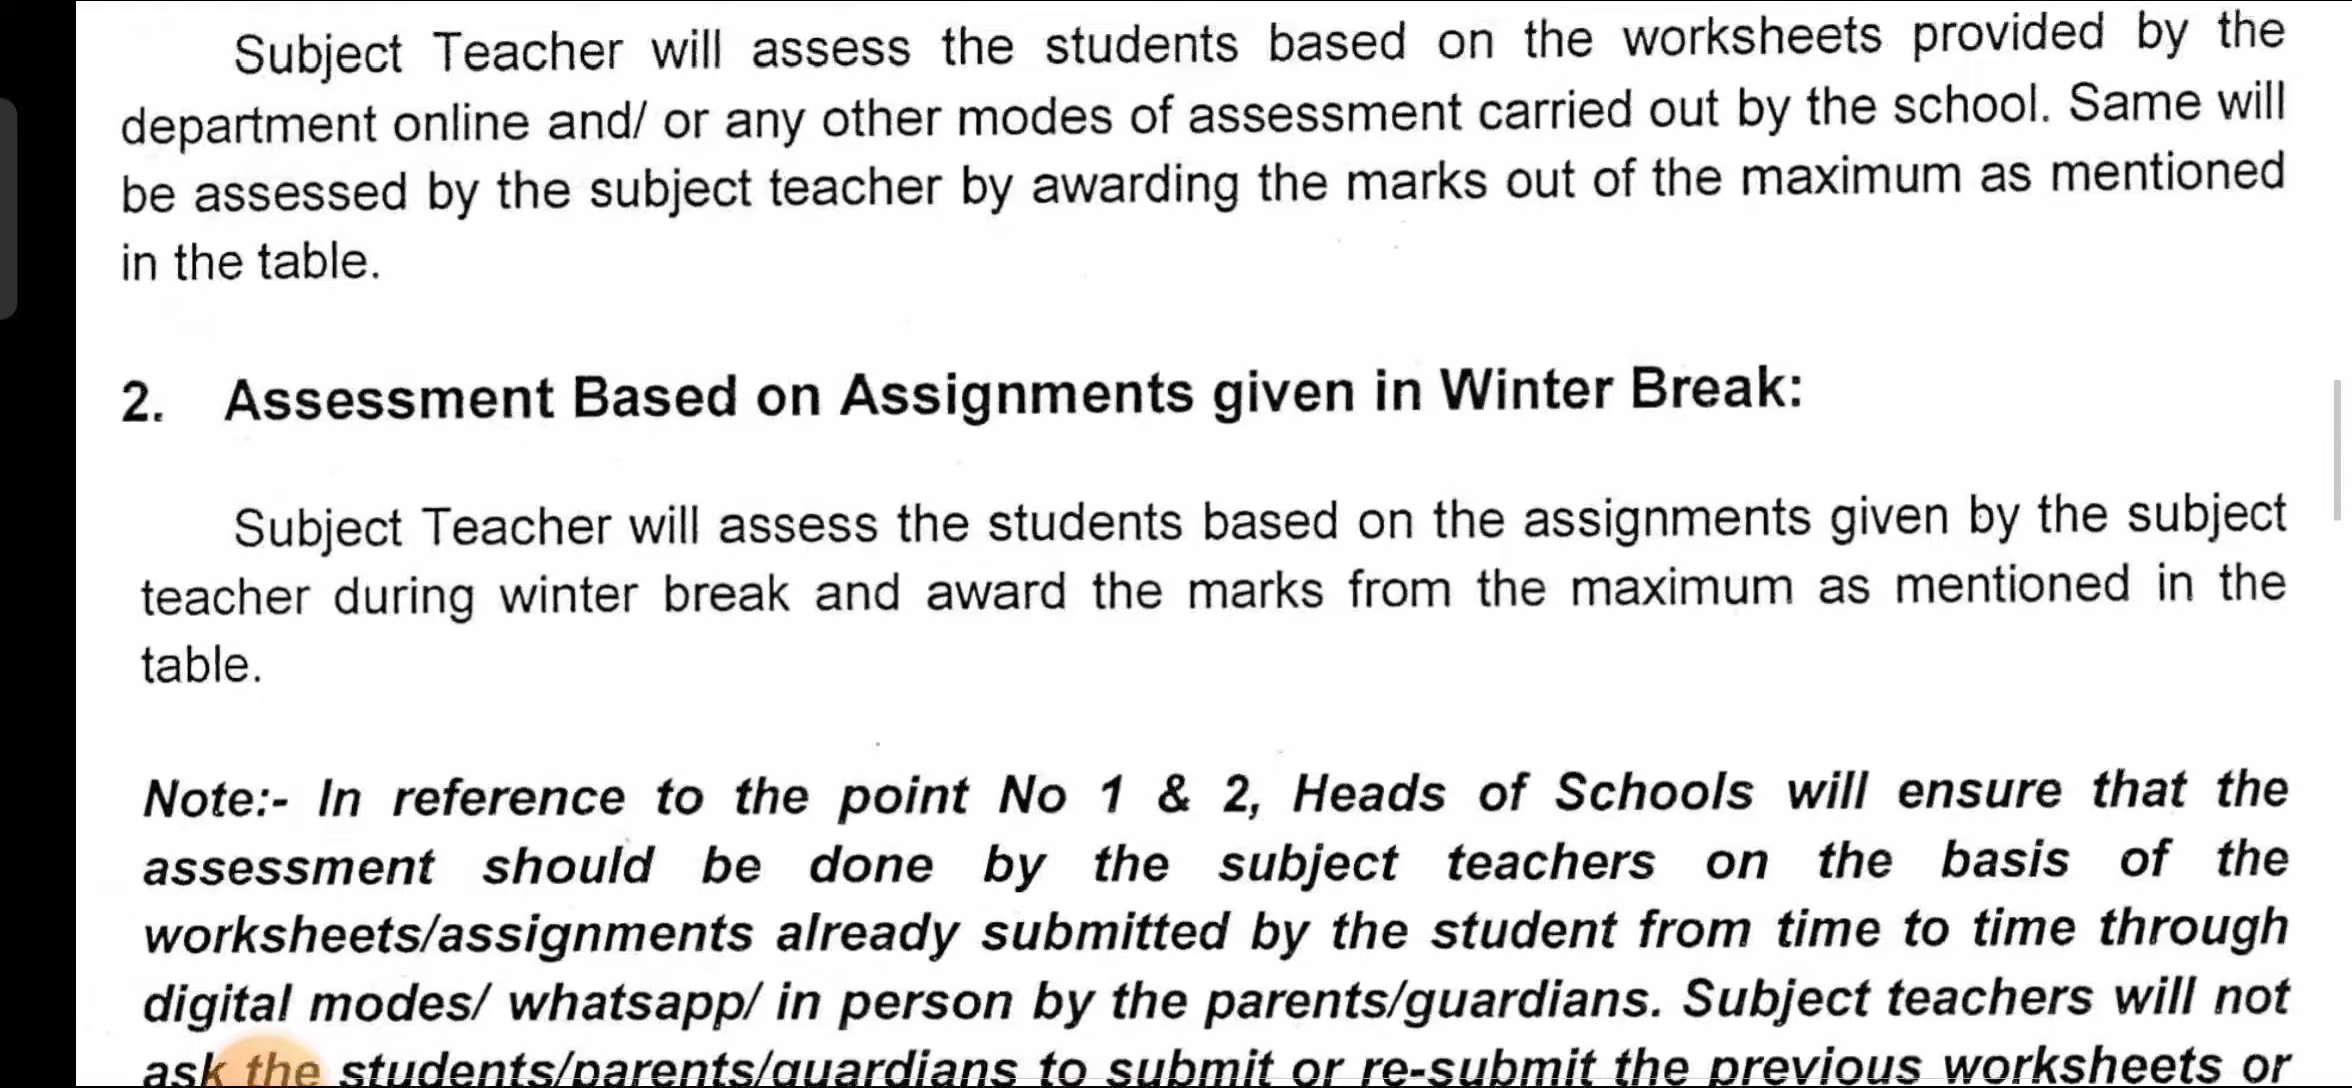 Subject Teacher will assess the students based on the worksheets provided by the
department online and/ or any other modes of assessment carried out by the school. Same will
be assessed by the subject teacher by awarding the marks out of the maximum as mentioned
in the table.
2. Assessment Based on Assignments given in Winter Break:
Subject Teacher will assess the students based on the assignments given by the subject
teacher during winter break and award the marks from the maximum as mentioned in the
table.
Note:- In reference to the point No 1 & 2, Heads of Schools will ensure that the
assessment should be done by the subject teachers on the basis of the
worksheets/assignments already submitted by the student from time to time through
digital modes/ whatsapp/ in person by the parents/guardians. Subject teachers will not
ask the students/parents/guardians to submit or re-submit the previous worksheets or